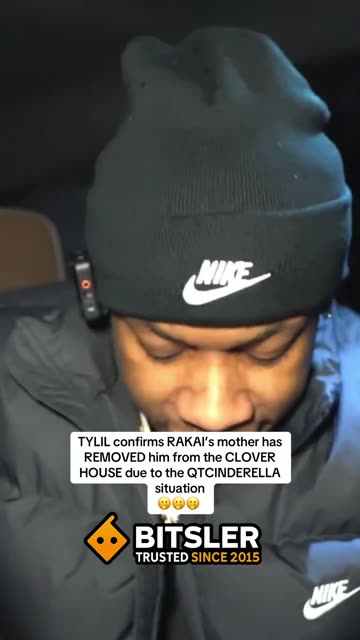 NIKE
TYLIL confirms RAKAI's mother has
REMOVED him from the CLOVER
HOUSE due to the QTCINDERELLA
situation
🤭🤭🤭
BITSLER
TRUSTED SINCE 2015
NIKE